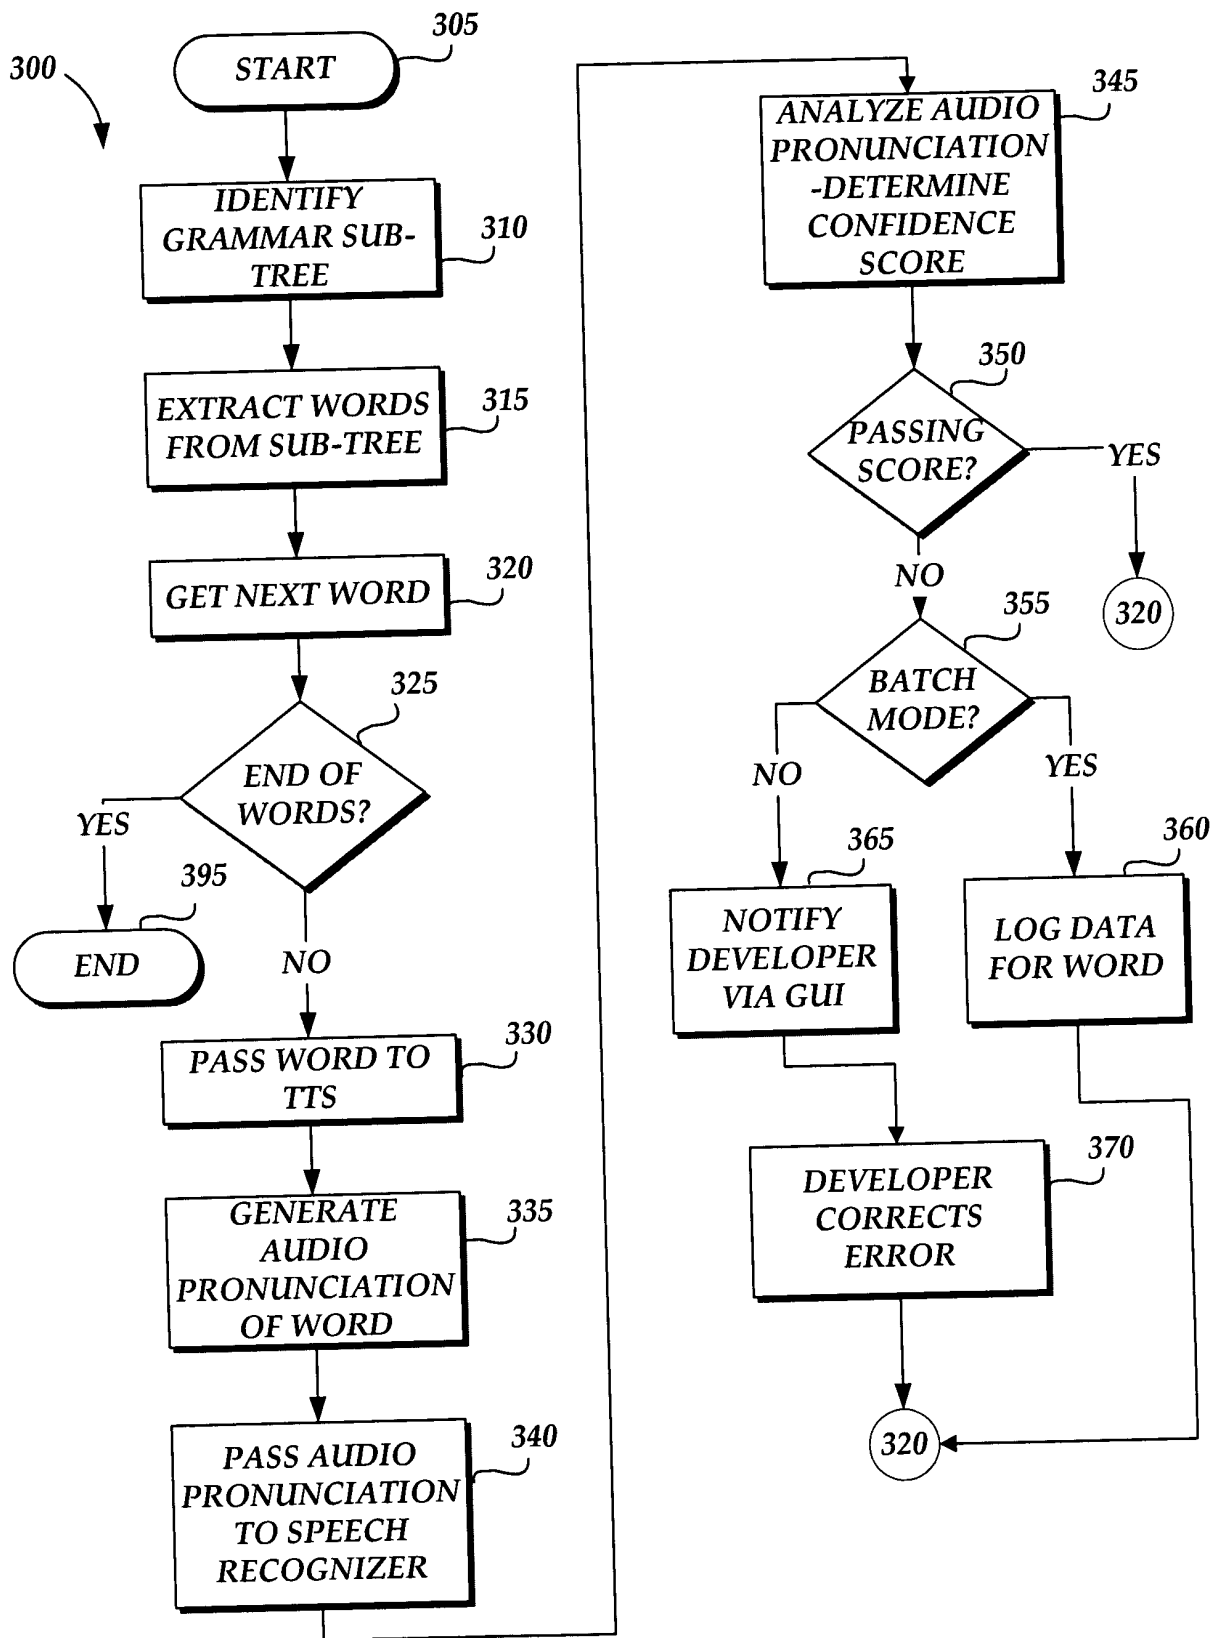 300
START
305
IDENTIFY
GRAMMAR SUB-
TREE
310
EXTRACT WORDS
FROM SUB-TREE
315
GET NEXT WORD
320
325
END OF
WORDS?
YES
395
END
NO
PASS WORD TO
TTS
330
GENERATE
AUDIO
PRONUNCIATION
OF WORD
335
PASS AUDIO
PRONUNCIATION
TO SPEECH
RECOGNIZER
340
ANALYZE AUDIO
PRONUNCIATION
-DETERMINE
CONFIDENCE
SCORE
345
350
PASSING
SCORE?
YES
320
NO
355
BATCH
MODE?
NO
YES
365
NOTIFY
DEVELOPER
VIA GUI
360
LOG DATA
FOR WORD
370
DEVELOPER
CORRECTS
ERROR
320